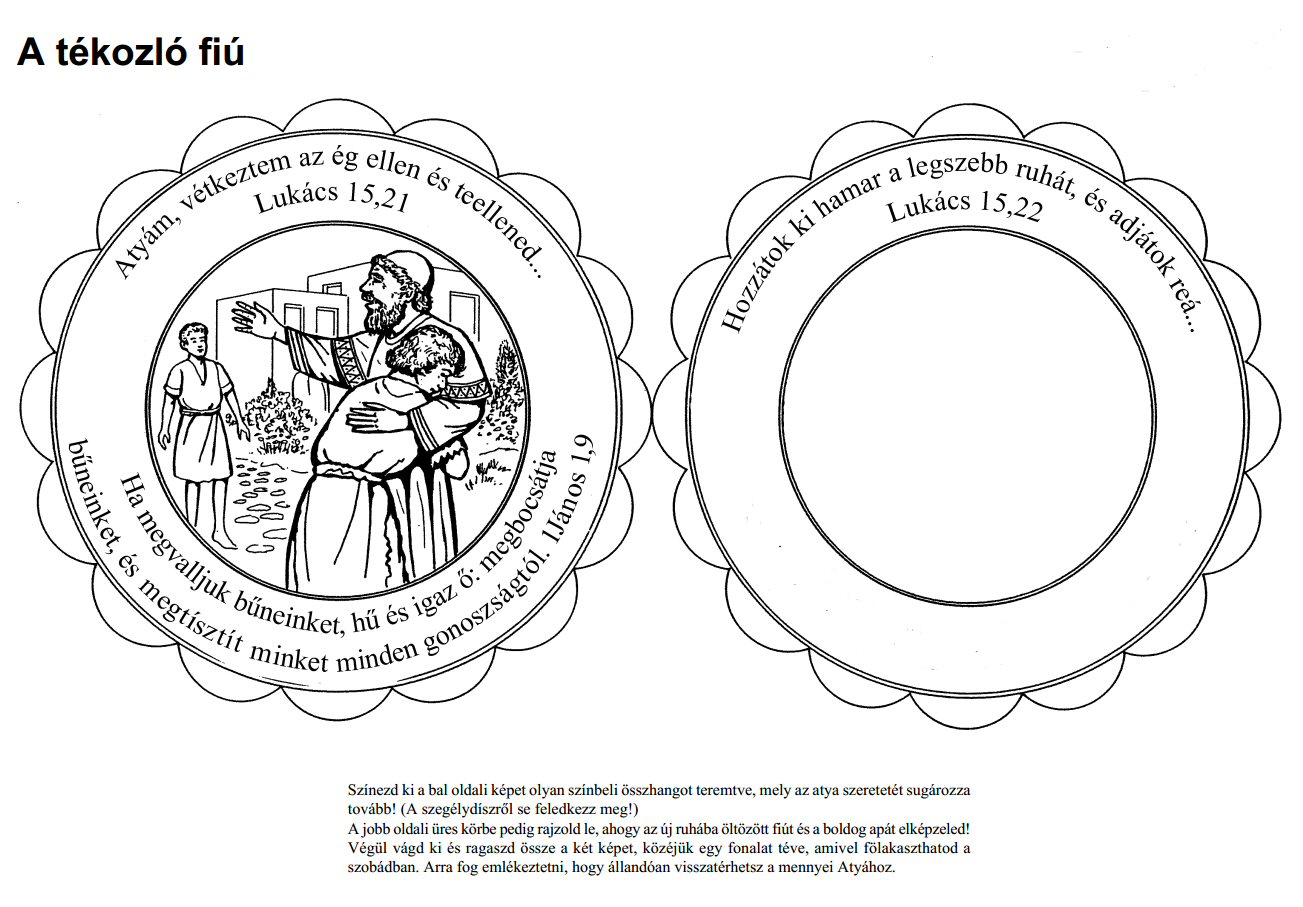 A tékozló fiú
Atyám, vétkeztem az ég ellen és teellened...
Lukács 15,21
Ha megvalljuk bűneinket, hű és igaz ő: megbocsátja
bűneinket, és megtísztít minket minden gonoszságtól. 1János 1,9
Hozzátok ki hamar a legszebb ruhát, és adjátok reá...
Lukács 15,22
Színezd ki a bal oldali képet olyan színbeli összhangot teremtve, mely az atya szeretetét sugározza
tovább! (A szegélydíszről se feledkezz meg!)
A jobb oldali üres körbe pedig rajzold le, ahogy az új ruhába öltözött fiút és a boldog apát elképzeled!
Végül vágd ki és ragaszd össze a két képet, közéjük egy fonalat téve, amivel fölakaszthatod a
szobádban. Arra fog emlékeztetni, hogy állandóan visszatérhetsz a mennyei Atyához.